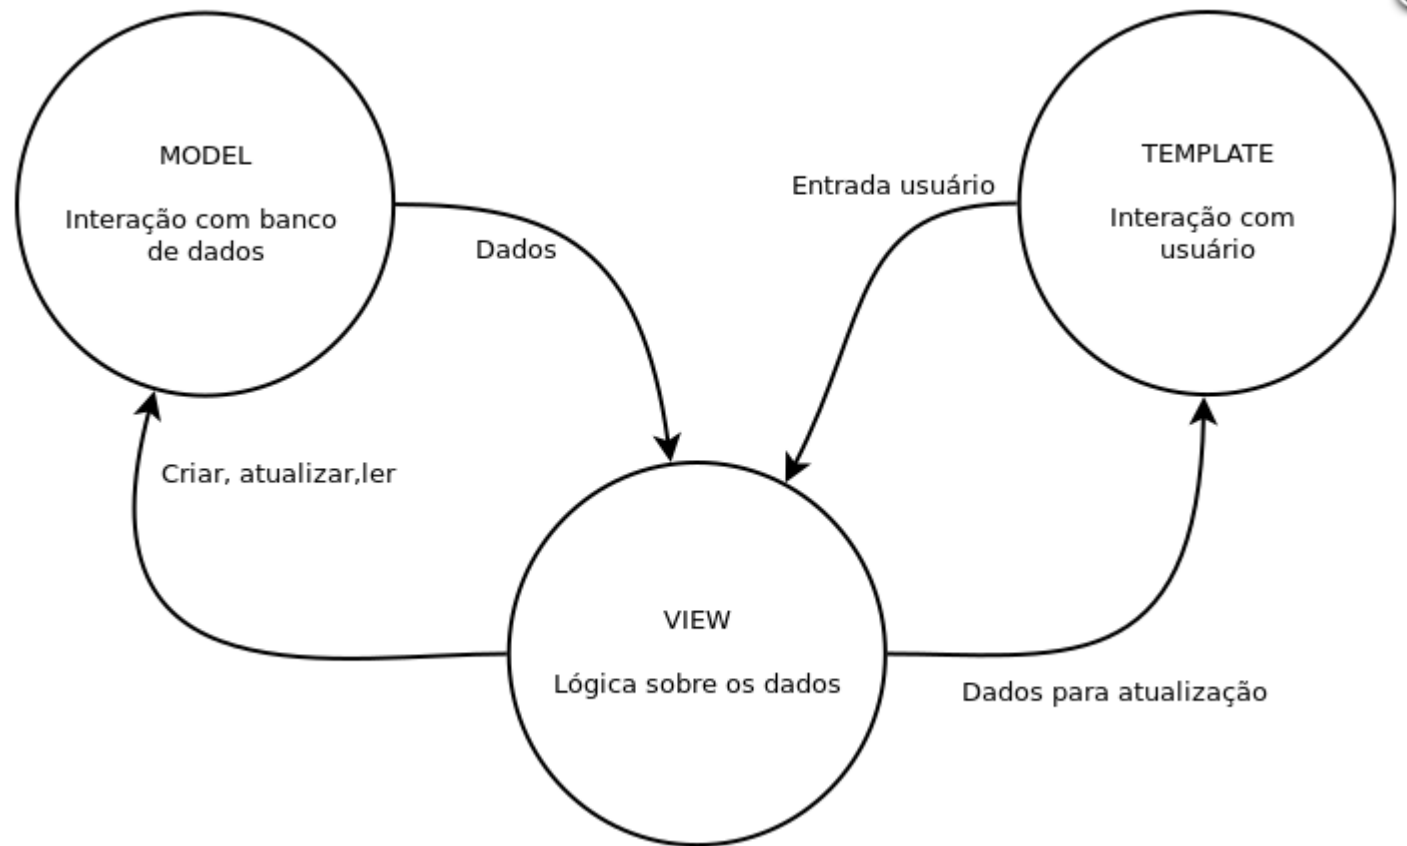 MODEL
Interação com banco
de dados
TEMPLATE
Interação com
usuário
Entrada usuário
Dados
Criar, atualizar,ler
VIEW
Lógica sobre os dados
Dados para atualização